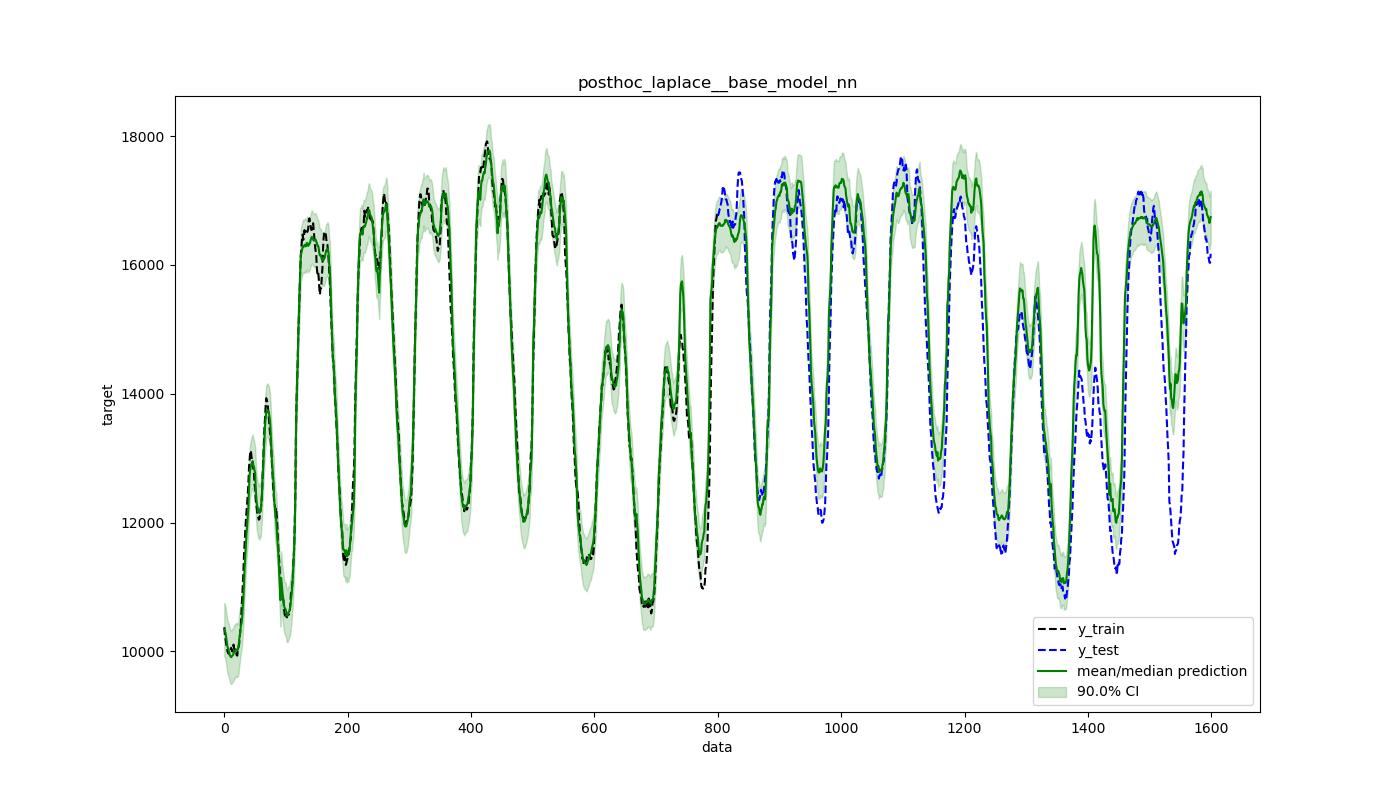 posthoc_laplace__base_model_nn
target
18000
16000
14000
12000
10000
0 200 400 600 800 1000 1200 1400 1600
data
y_train
y_test
mean/median prediction
90.0% CI